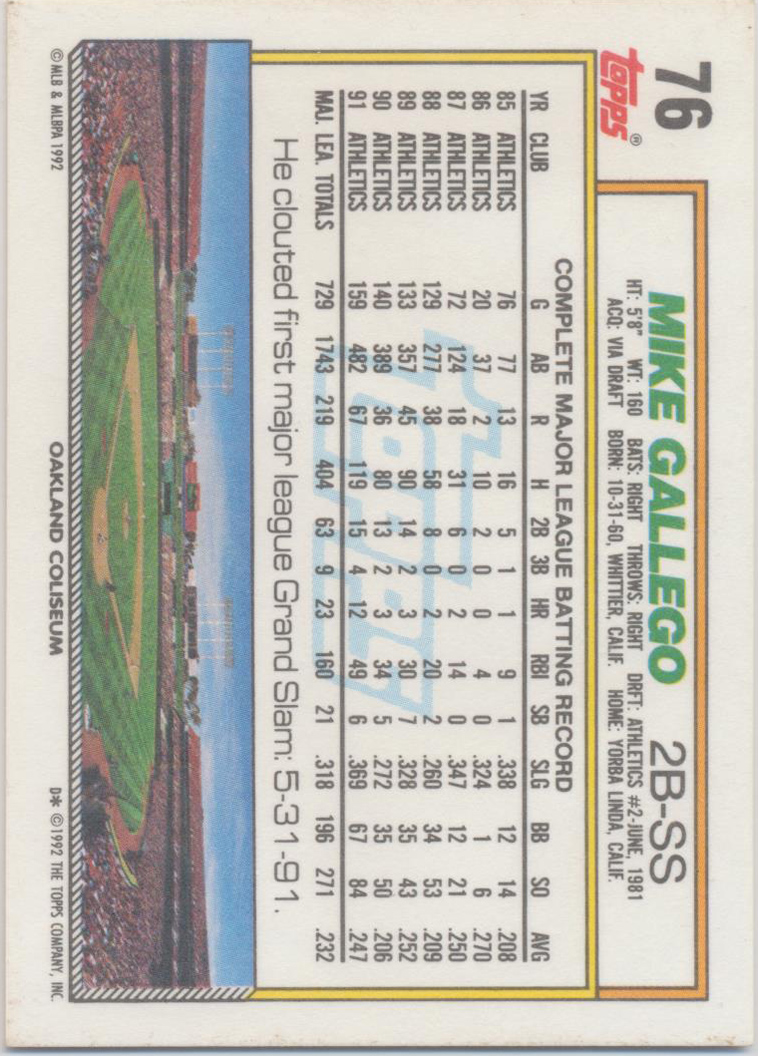 76
topps®
MIKE GALLEGO 2B-SS
HT: 5'8" WT: 160 BATS: RIGHT THROWS: RIGHT DRFT: ATHLETICS #2-JUNE, 1981
ACQ: VIA DRAFT BORN: 10-31-60, WHITTIER, CALIF. HOME: YORBA LINDA, CALIF.
COMPLETE MAJOR LEAGUE BATTING RECORD
YR CLUB G AB R H 2B 3B HR RBI SB SLG BB SO AVG
85 ATHLETICS 76 77 13 16 5 1 1 9 1 .338 12 14 .208
86 ATHLETICS 20 37 2 10 2 0 0 4 0 .324 1 6 .270
87 ATHLETICS 72 124 18 31 6 0 2 14 0 .347 12 21 .250
88 ATHLETICS 129 277 38 58 8 0 2 20 2 .260 34 53 .209
89 ATHLETICS 133 357 45 90 14 2 3 30 7 .328 35 43 .252
90 ATHLETICS 140 389 36 80 13 2 3 34 5 .272 35 50 .206
91 ATHLETICS 159 482 67 119 15 4 12 49 6 .369 67 84 .247
MAJ. LEA. TOTALS 729 1743 219 404 63 9 23 160 21 .318 196 271 .232
TOPPS
He clouted first major league Grand Slam: 5-31-91.
©MLB & MLBPA 1992 OAKLAND COLISEUM D* ©1992 THE TOPPS COMPANY, INC.